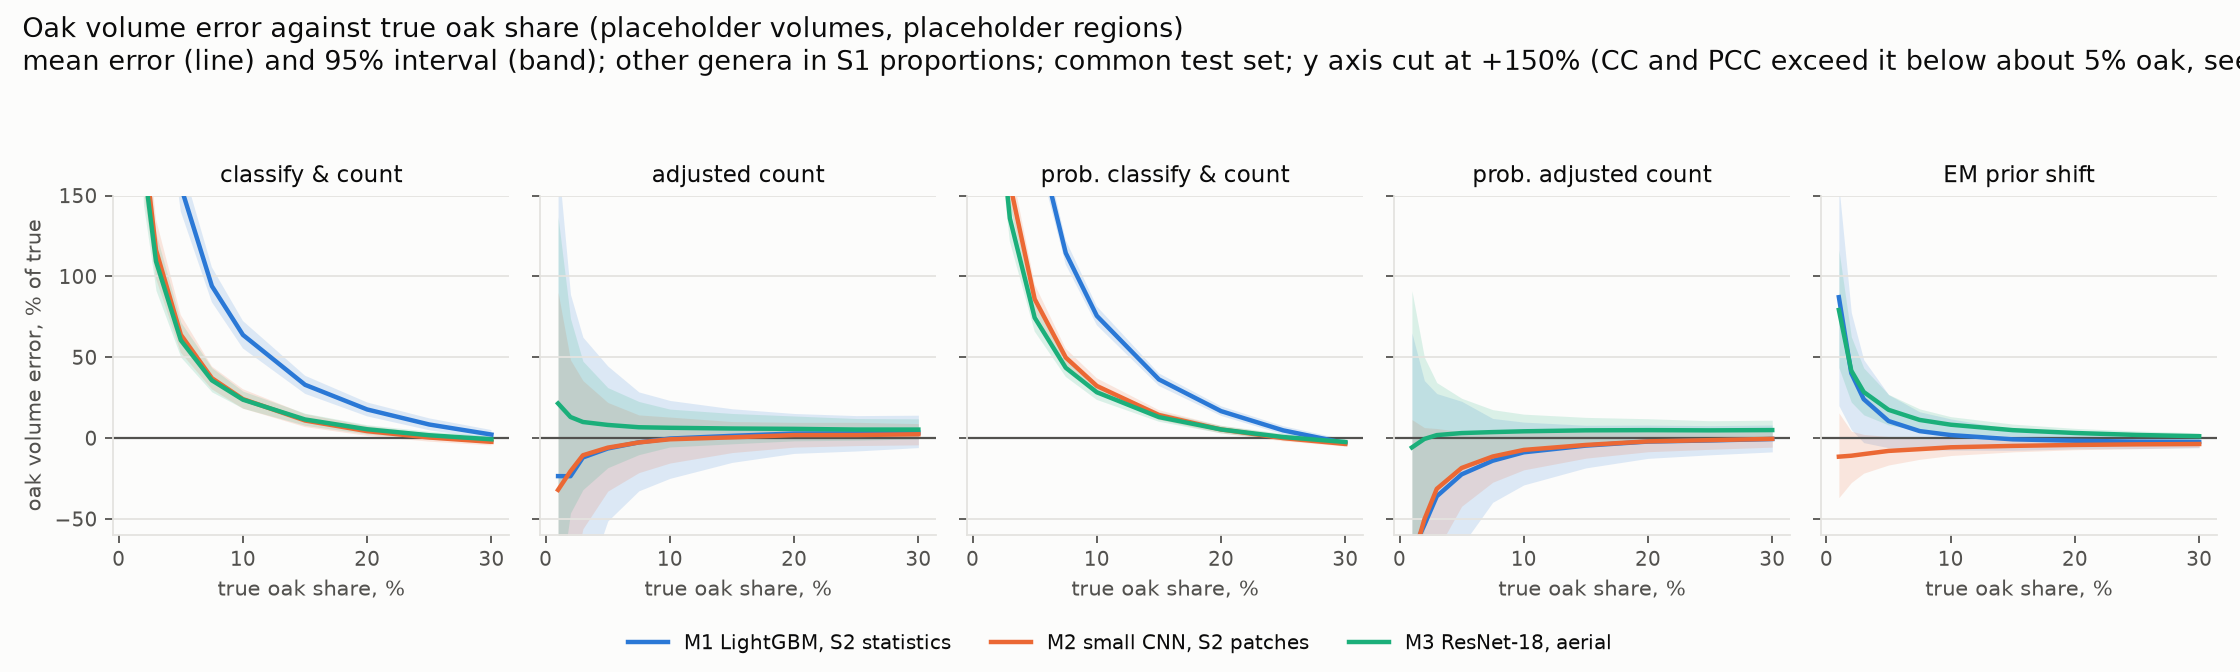 Oak volume error against true oak share (placeholder volumes, placeholder regions)
mean error (line) and 95% interval (band); other genera in S1 proportions; common test set; y axis cut at +150% (CC and PCC exceed it below about 5% oak,
classify & count
adjusted count
prob. classify & count
prob. adjusted count
EM prior shift
oak volume error, % of true
150
100
50
0
−50
0 10 20 30
0 10 20 30
0 10 20 30
0 10 20 30
0 10 20 30
true oak share, %
true oak share, %
true oak share, %
true oak share, %
true oak share, %
M1 LightGBM, S2 statistics
M2 small CNN, S2 patches
M3 ResNet-18, aerial